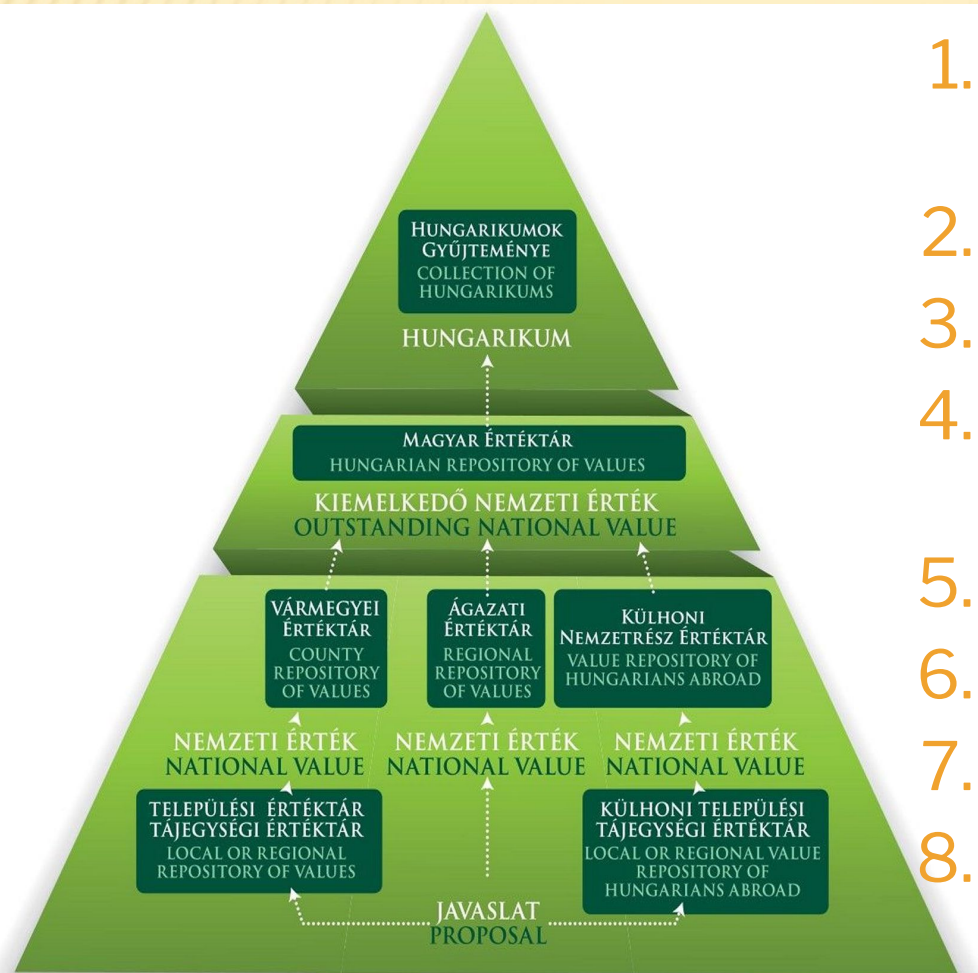 1.
2.
3.
4.
5.
6.
7.
8.
HUNGARIKUMOK
GYŰJTEMÉNYE
COLLECTION OF
HUNGARIKUMS
HUNGARIKUM
MAGYAR ÉRTÉKTÁR
HUNGARIAN REPOSITORY OF VALUES
KIEMELKEDŐ NEMZETI ÉRTÉK
OUTSTANDING NATIONAL VALUE
VÁRMEGYEI
ÉRTÉKTÁR
COUNTY
REPOSITORY
OF VALUES
ÁGAZATI
ÉRTÉKTÁR
REGIONAL
REPOSITORY
OF VALUES
KÜLHONI
NEMZETRÉSZ ÉRTÉKTÁR
VALUE REPOSITORY OF
HUNGARIANS ABROAD
NEMZETI ÉRTÉK
NATIONAL VALUE
NEMZETI ÉRTÉK
NATIONAL VALUE
NEMZETI ÉRTÉK
NATIONAL VALUE
TELEPÜLÉSI ÉRTÉKTÁR
TÁJEGYSÉGI ÉRTÉKTÁR
LOCAL OR REGIONAL
REPOSITORY OF VALUES
KÜLHONI TELEPÜLÉSI
TÁJEGYSÉGI ÉRTÉKTÁR
LOCAL OR REGIONAL VALUE
REPOSITORY OF
HUNGARIANS ABROAD
JAVASLAT
PROPOSAL